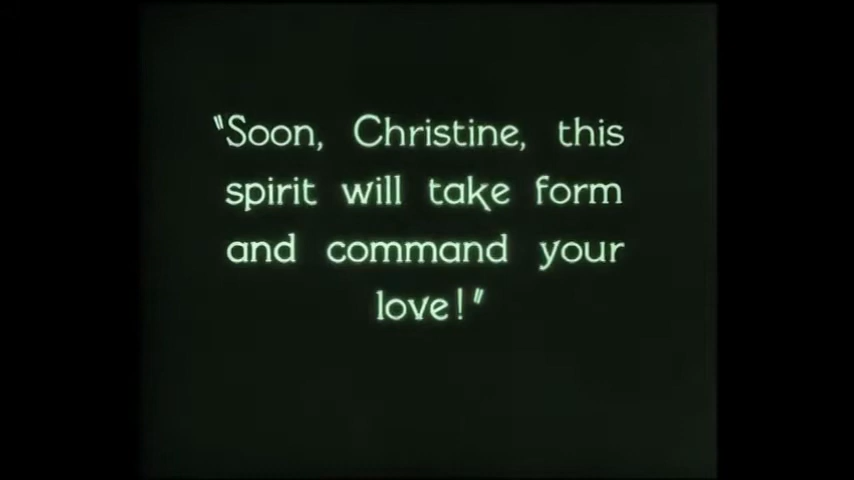 "Soon, Christine, this
spirit will take form
and command your
love!"